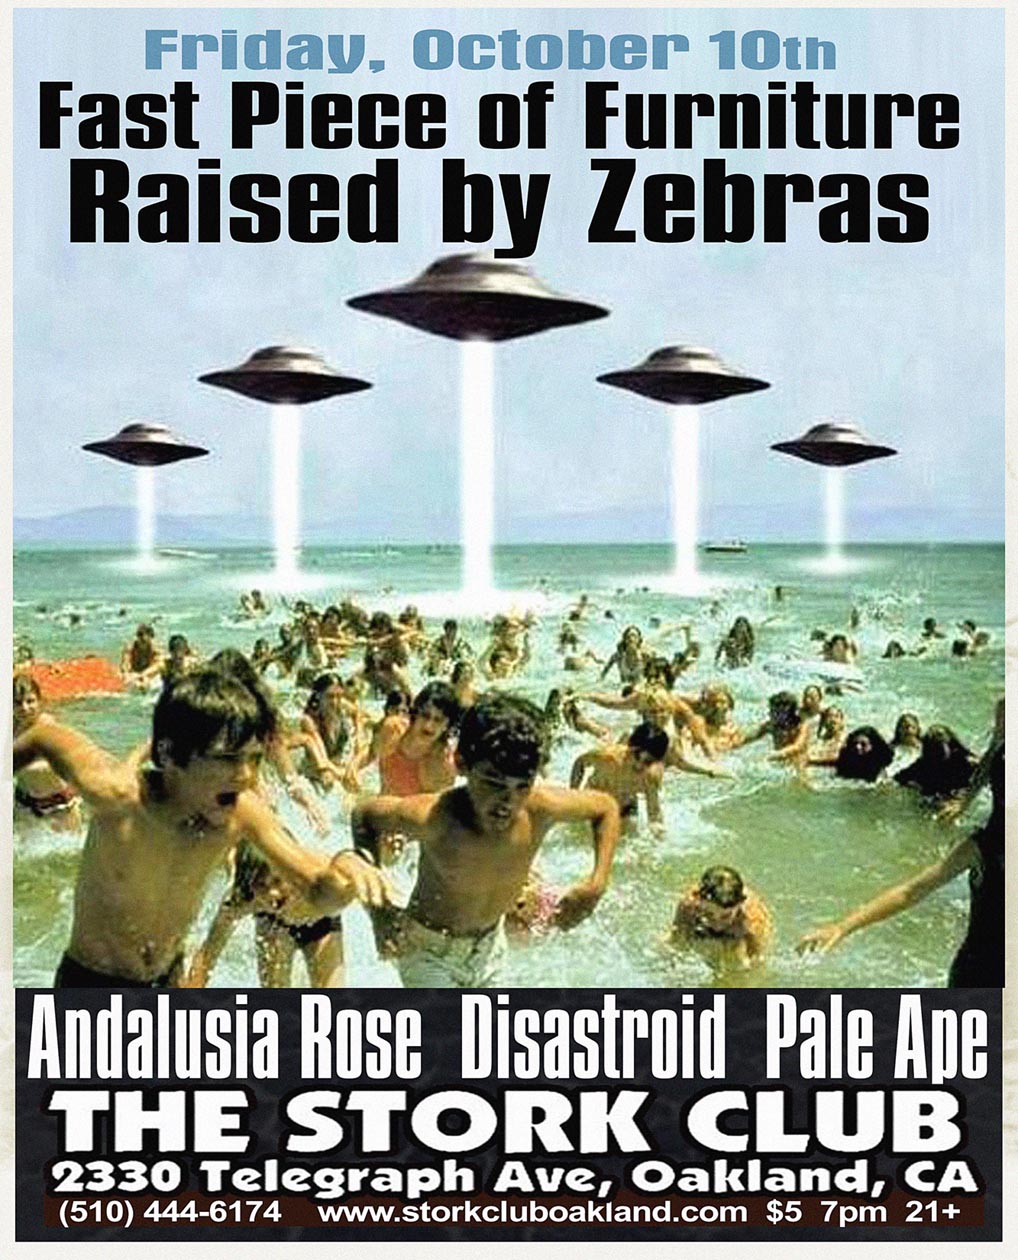 Friday, October 10th
Fast Piece of Furniture
Raised by Zebras
Andalusia Rose Disastroid Pale Ape
THE STORK CLUB
2330 Telegraph Ave, Oakland, CA
(510) 444-6174 www.storkcluboakland.com $5 7pm 21+